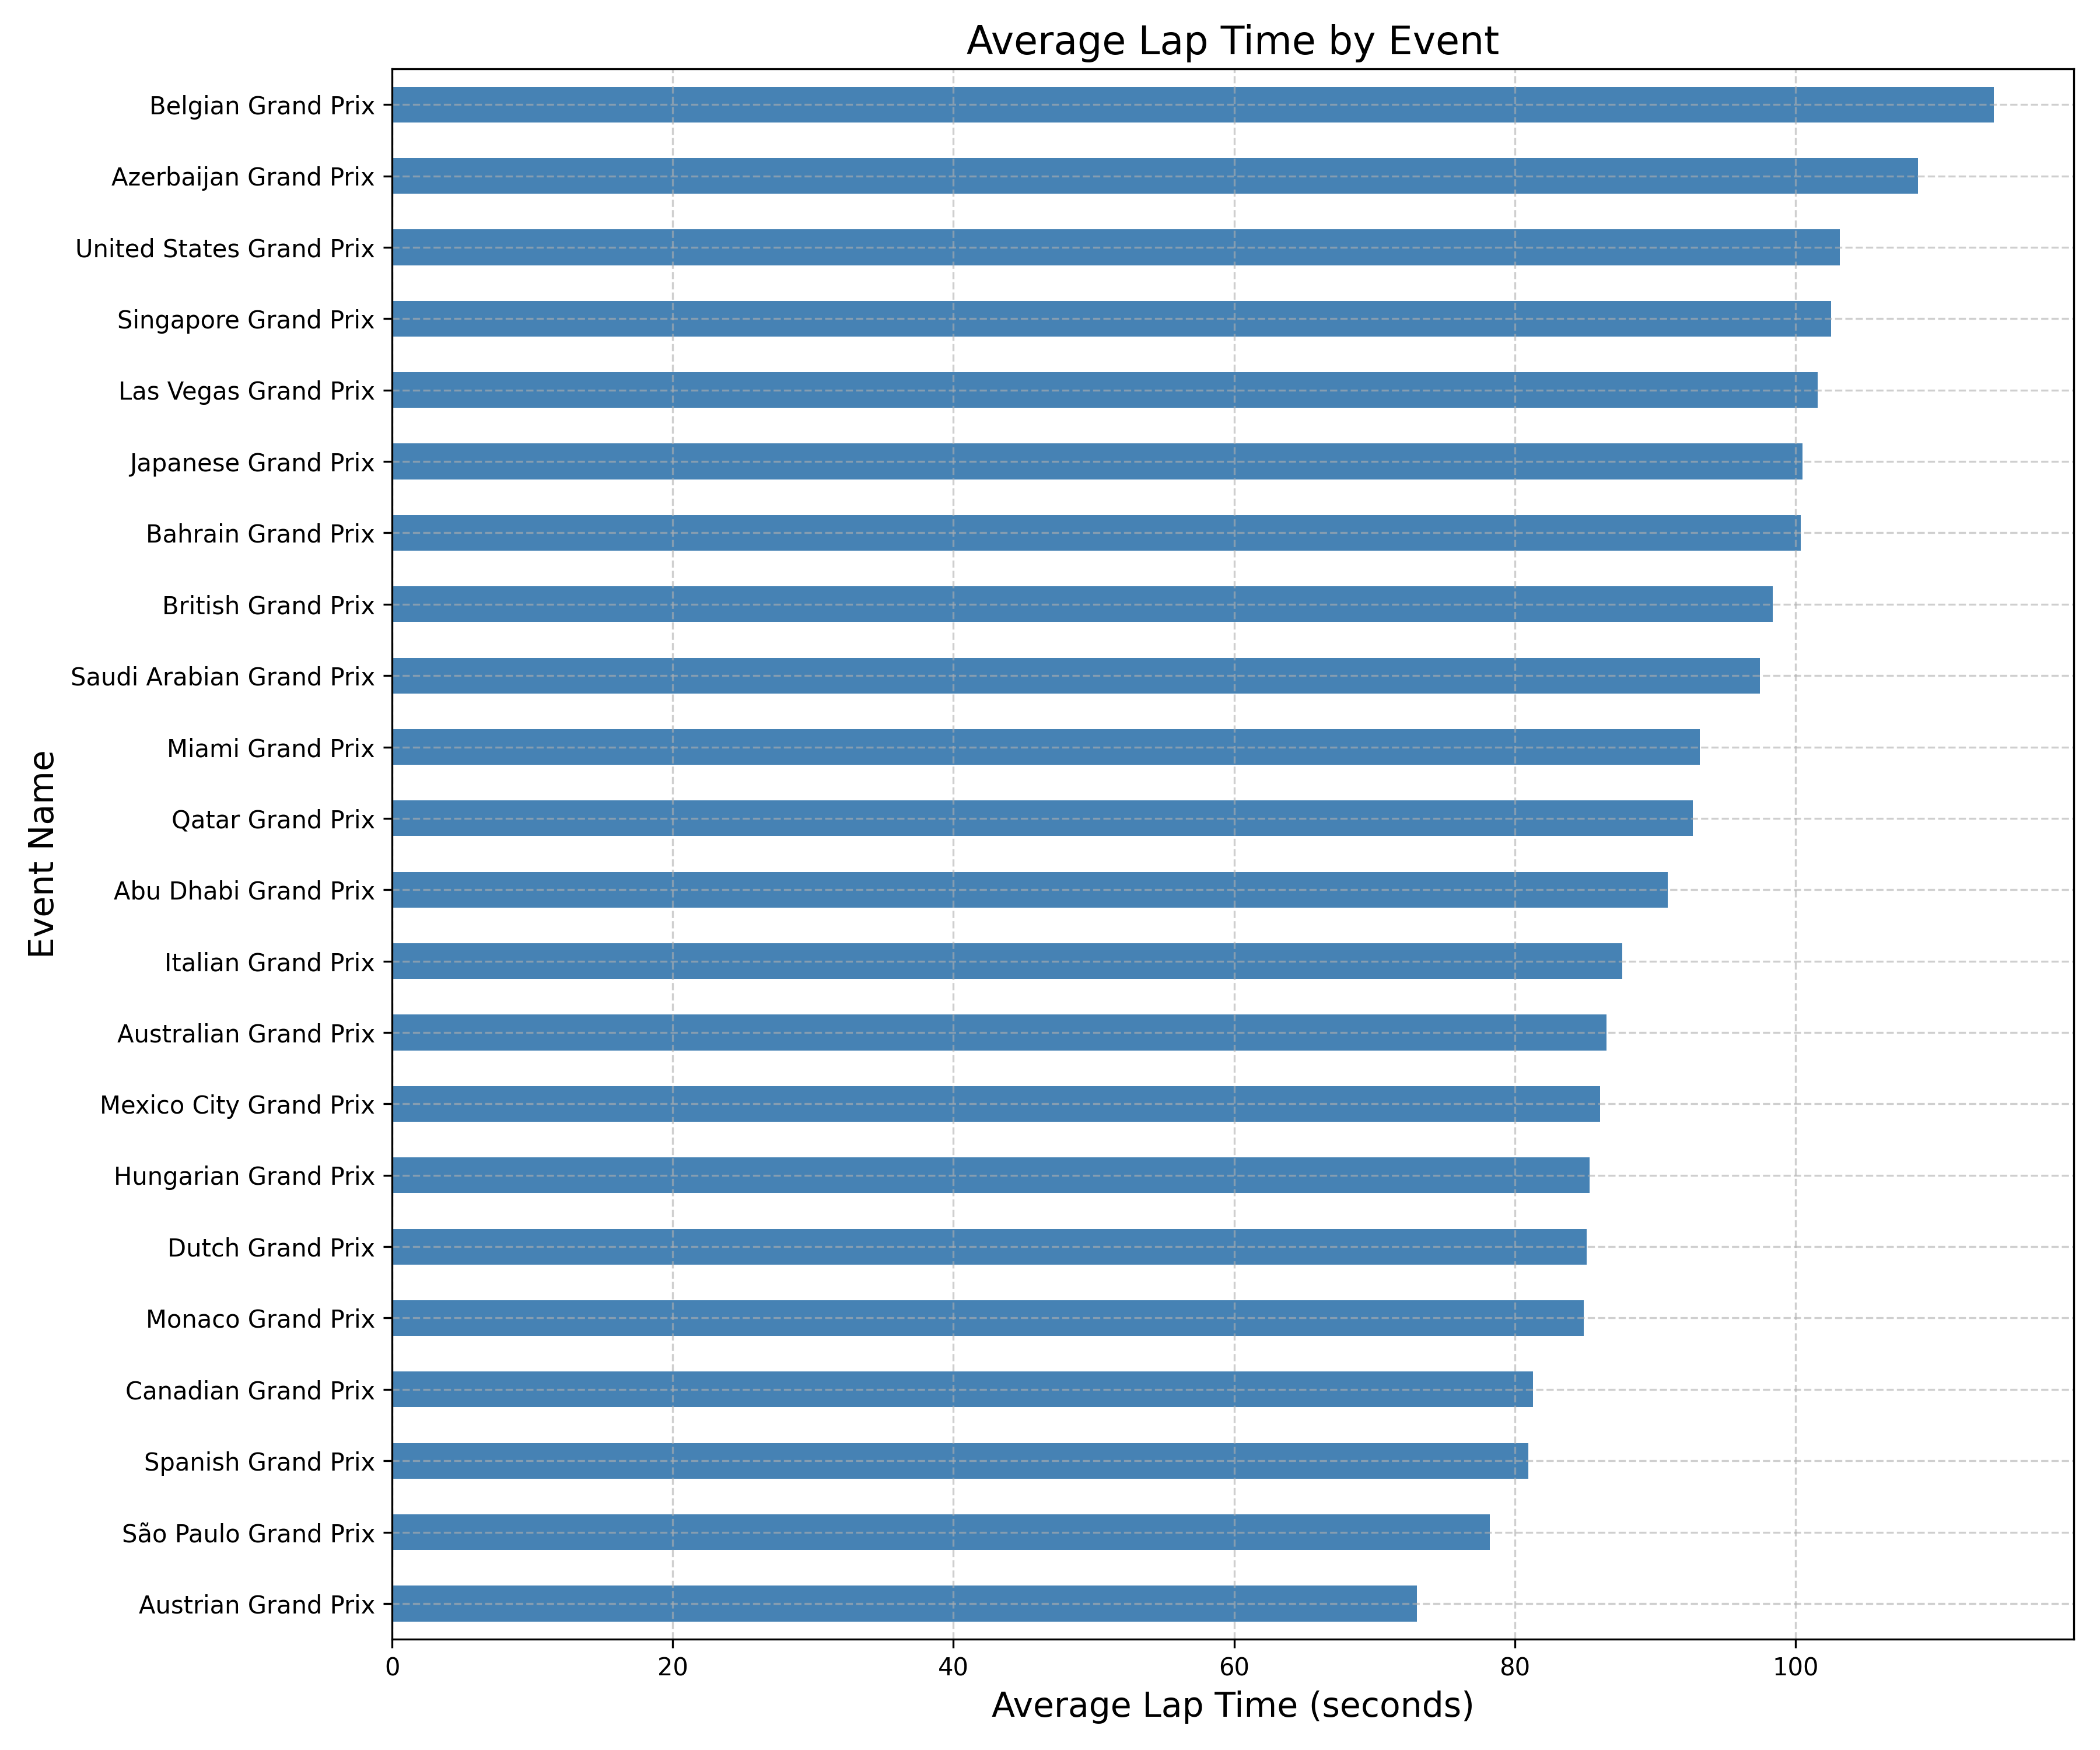 Average Lap Time by Event
Event Name
Belgian Grand Prix
Azerbaijan Grand Prix
United States Grand Prix
Singapore Grand Prix
Las Vegas Grand Prix
Japanese Grand Prix
Bahrain Grand Prix
British Grand Prix
Saudi Arabian Grand Prix
Miami Grand Prix
Qatar Grand Prix
Abu Dhabi Grand Prix
Italian Grand Prix
Australian Grand Prix
Mexico City Grand Prix
Hungarian Grand Prix
Dutch Grand Prix
Monaco Grand Prix
Canadian Grand Prix
Spanish Grand Prix
São Paulo Grand Prix
Austrian Grand Prix
0 20 40 60 80 100
Average Lap Time (seconds)